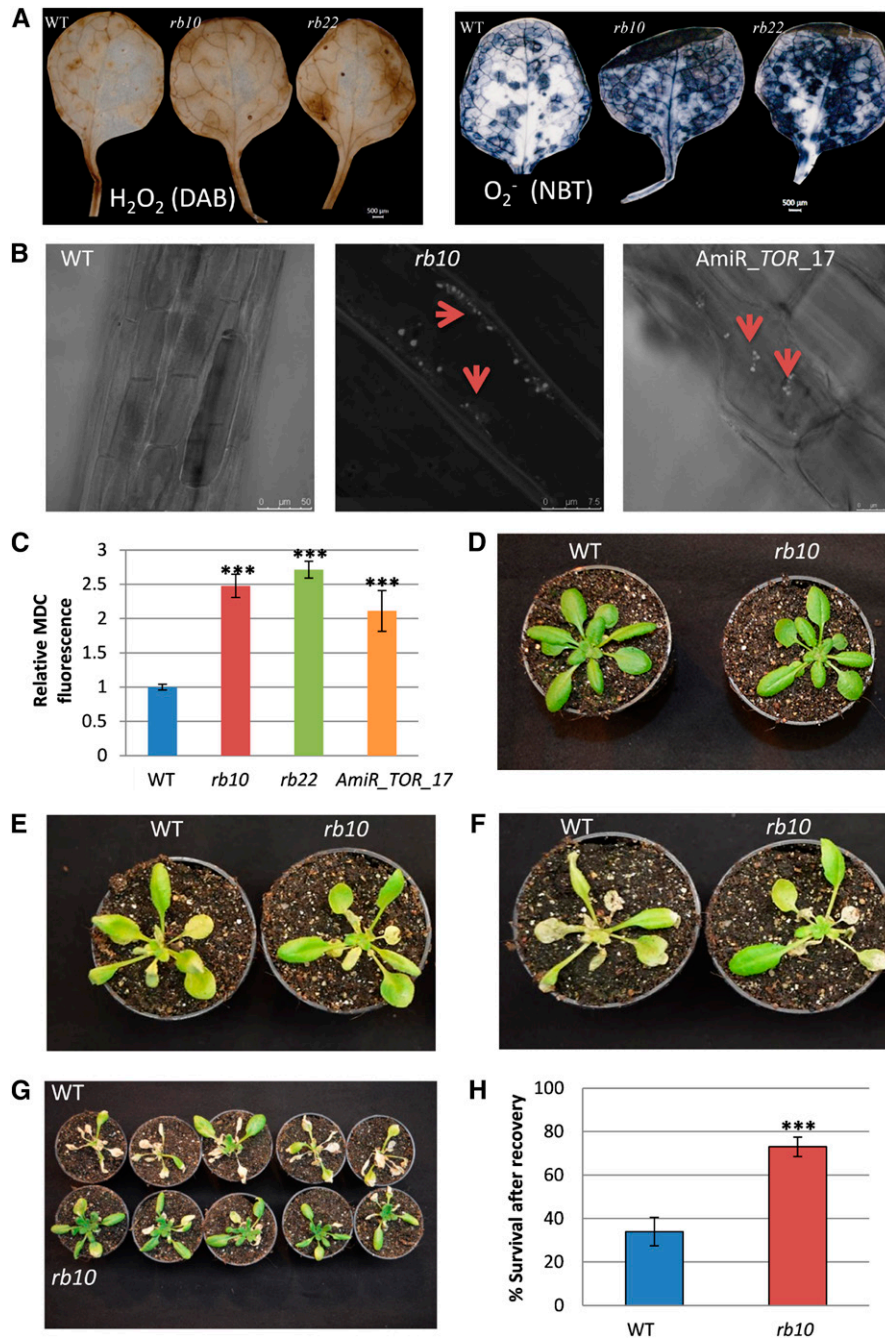 A
WT
rb10
rb22
H₂O₂ (DAB)
500 µm
WT
rb10
rb22
O₂⁻ (NBT)
500 µm
B
WT
0 µm 50
rb10
0 µm 7.5
AmiR_TOR_17
C
Relative MDC fluorescence
3
2.5
2
1.5
1
0.5
0
***
***
***
WT
rb10
rb22
AmiR_TOR_17
D
WT
rb10
E
WT
rb10
F
WT
rb10
G
WT
rb10
H
% Survival after recovery
100
80
60
40
20
0
***
WT
rb10